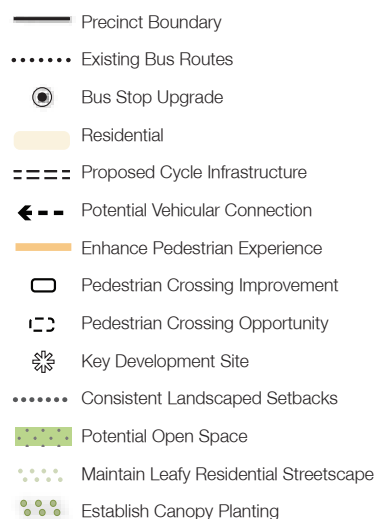 Precinct Boundary
Existing Bus Routes
Bus Stop Upgrade
Residential
Proposed Cycle Infrastructure
Potential Vehicular Connection
Enhance Pedestrian Experience
Pedestrian Crossing Improvement
Pedestrian Crossing Opportunity
Key Development Site
Consistent Landscaped Setbacks
Potential Open Space
Maintain Leafy Residential Streetscape
Establish Canopy Planting